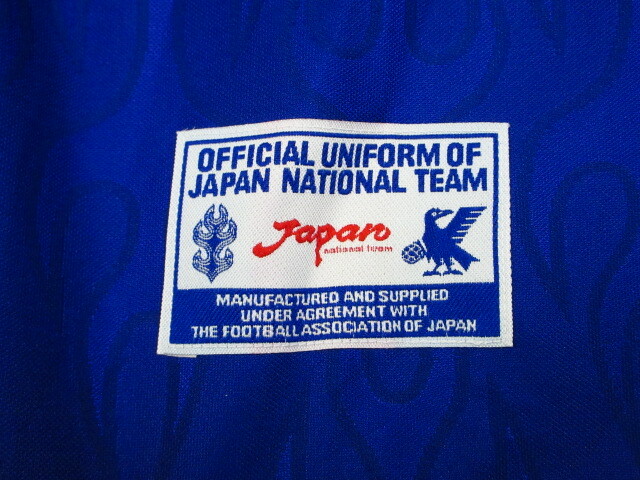 OFFICIAL UNIFORM OF
JAPAN NATIONAL TEAM
Japan
national team
MANUFACTURED AND SUPPLIED
UNDER AGREEMENT WITH
THE FOOTBALL ASSOCIATION OF JAPAN